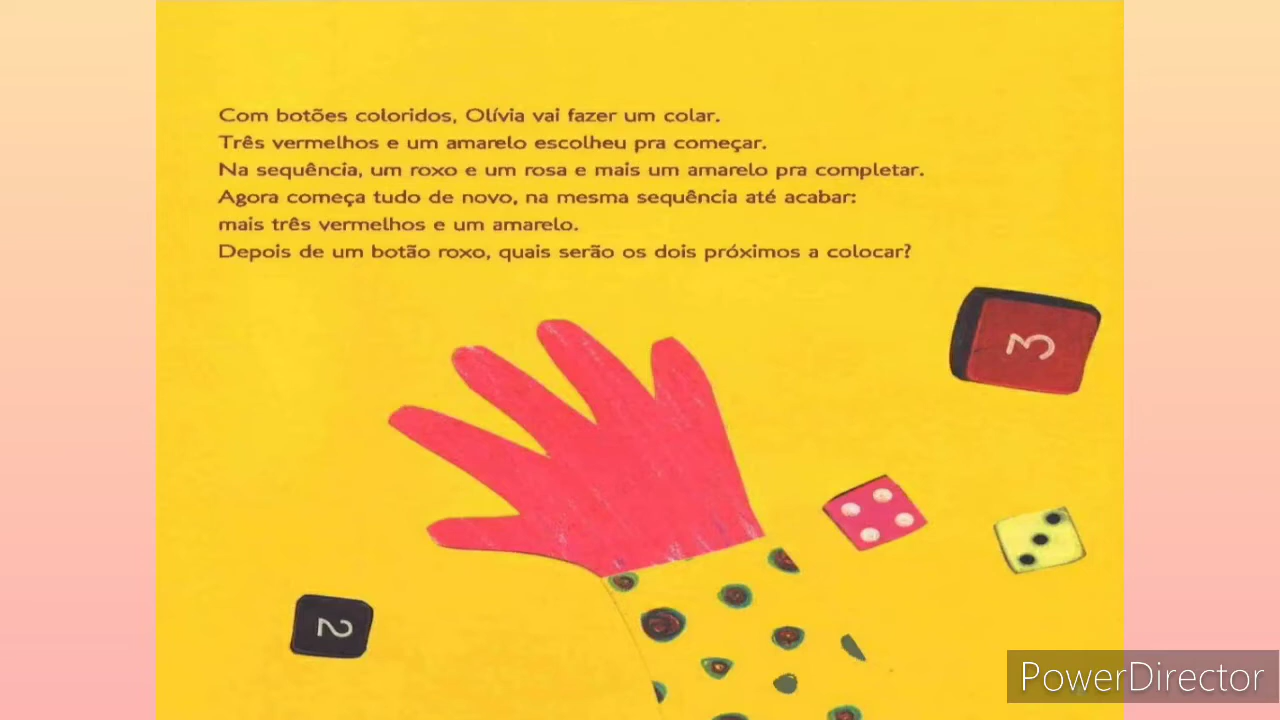 Com botões coloridos, Olívia vai fazer um colar.
Três vermelhos e um amarelo escolheu pra começar.
Na sequência, um roxo e um rosa e mais um amarelo pra completar.
Agora começa tudo de novo, na mesma sequência até acabar:
mais três vermelhos e um amarelo.
Depois de um botão roxo, quais serão os dois próximos a colocar?
3
2
PowerDirector